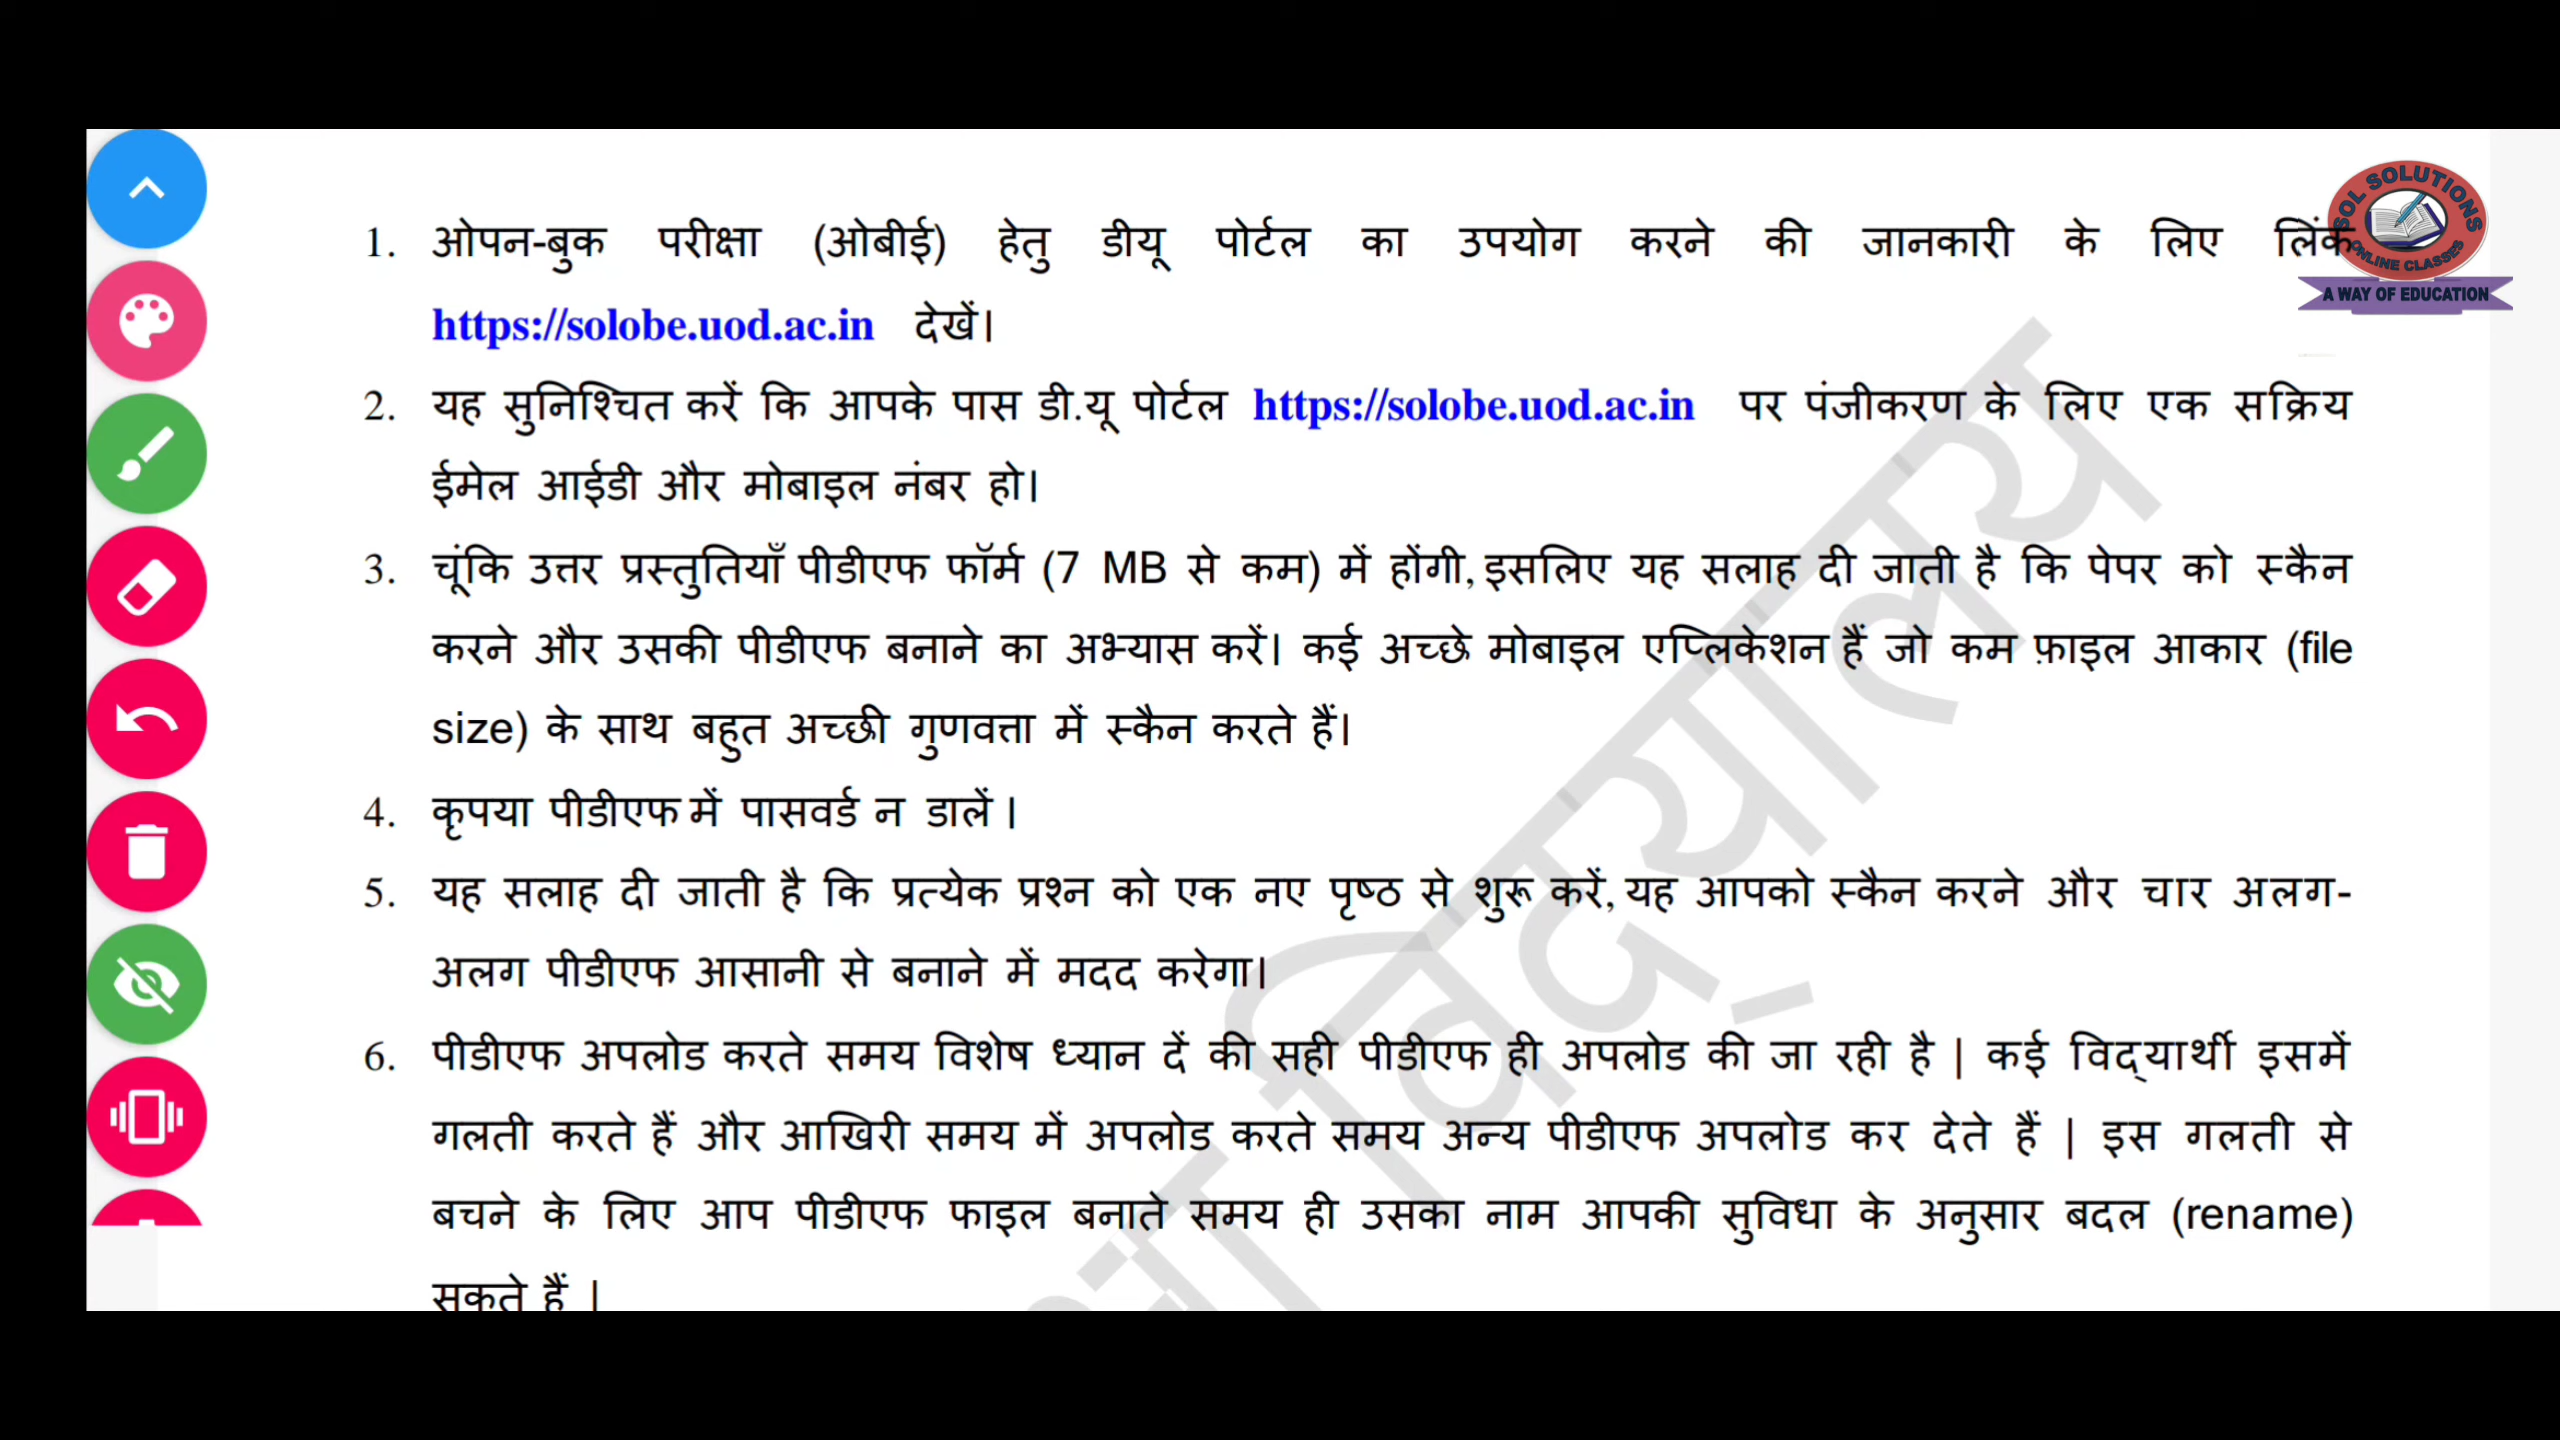 SOL SOLUTIONS
ONLINE CLASSES
A WAY OF EDUCATION
1. ओपन-बुक परीक्षा (ओबीई) हेतु डीयू पोर्टल का उपयोग करने की जानकारी के लिए लिंक
https://solobe.uod.ac.in देखें।
2. यह सुनिश्चित करें कि आपके पास डी.यू पोर्टल https://solobe.uod.ac.in पर पंजीकरण के लिए एक सक्रिय
ईमेल आईडी और मोबाइल नंबर हो।
3. चूंकि उत्तर प्रस्तुतियाँ पीडीएफ फॉर्म (7 MB से कम) में होंगी, इसलिए यह सलाह दी जाती है कि पेपर को स्कैन
करने और उसकी पीडीएफ बनाने का अभ्यास करें। कई अच्छे मोबाइल एप्लिकेशन हैं जो कम फ़ाइल आकार (file
size) के साथ बहुत अच्छी गुणवत्ता में स्कैन करते हैं।
4. कृपया पीडीएफ में पासवर्ड न डालें ।
5. यह सलाह दी जाती है कि प्रत्येक प्रश्न को एक नए पृष्ठ से शुरू करें, यह आपको स्कैन करने और चार अलग-
अलग पीडीएफ आसानी से बनाने में मदद करेगा।
6. पीडीएफ अपलोड करते समय विशेष ध्यान दें की सही पीडीएफ ही अपलोड की जा रही है | कई विद्यार्थी इसमें
गलती करते हैं और आखिरी समय में अपलोड करते समय अन्य पीडीएफ अपलोड कर देते हैं | इस गलती से
बचने के लिए आप पीडीएफ फाइल बनाते समय ही उसका नाम आपकी सुविधा के अनुसार बदल (rename)
सकते हैं |
विद्यालय